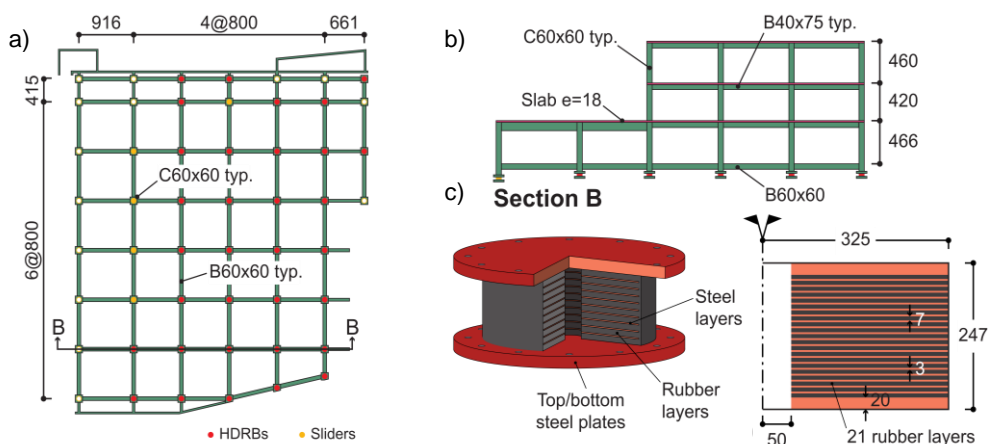 a)
916
4@800
661
415
6@800
C60x60 typ.
B60x60 typ.
B
B
HDRBs
Sliders
b)
C60x60 typ.
B40x75 typ.
Slab e=18
460
420
466
B60x60
Section B
c)
Steel
layers
Rubber
layers
Top/bottom
steel plates
325
7
3
247
20
50
21 rubber layers